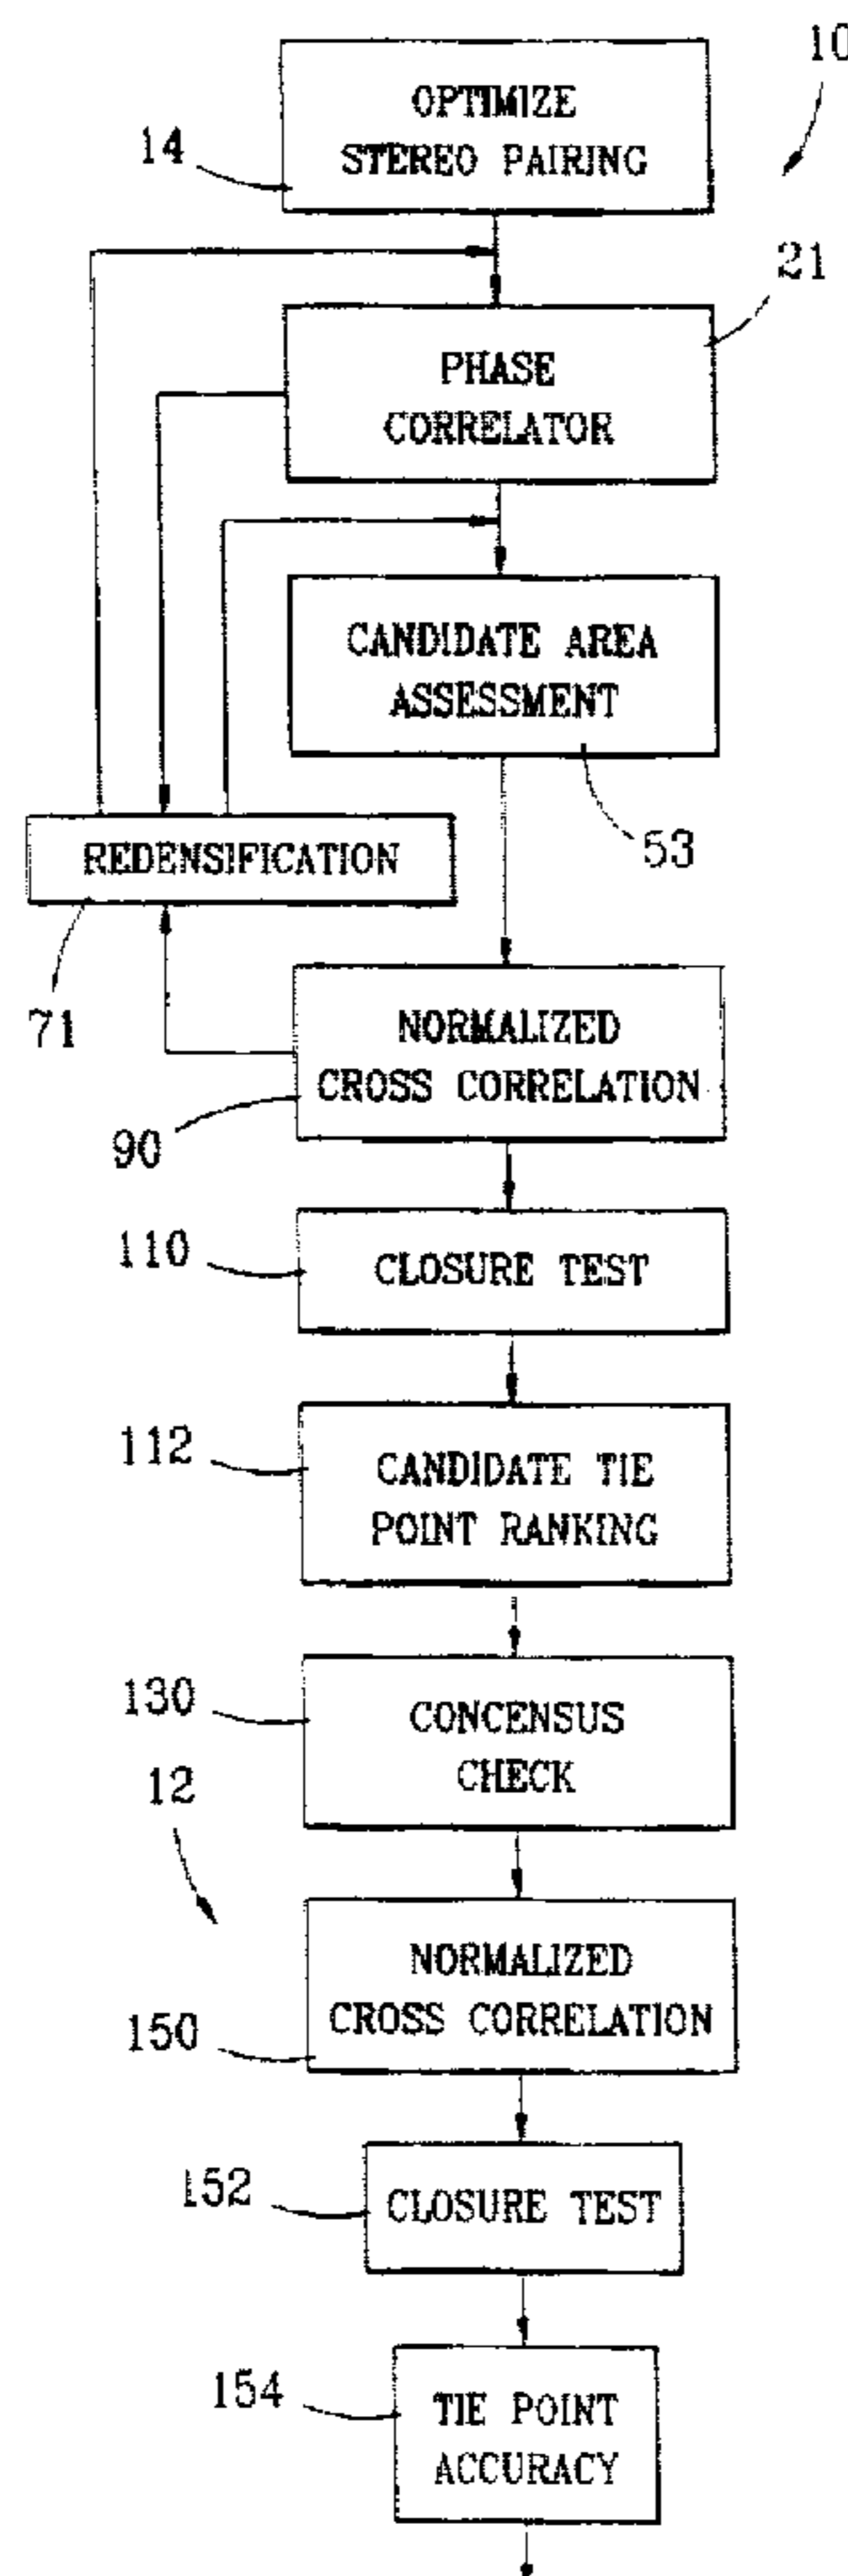 10
OPTIMIZE
STEREO PAIRING
14
21
PHASE
CORRELATOR
CANDIDATE AREA
ASSESSMENT
53
REDENSIFICATION
71
NORMALIZED
CROSS CORRELATION
90
110
CLOSURE TEST
112
CANDIDATE TIE
POINT RANKING
130
CONCENSUS
CHECK
12
NORMALIZED
CROSS CORRELATION
150
152
CLOSURE TEST
154
TIE POINT
ACCURACY